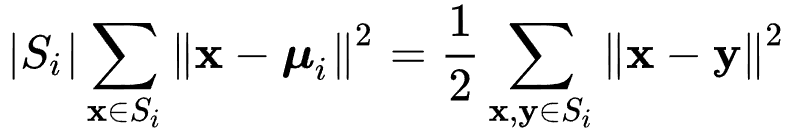 |S_i| \sum_{\mathbf{x} \in S_i} \|\mathbf{x} - \boldsymbol{\mu}_i\|^2 = \frac{1}{2} \sum_{\mathbf{x},\mathbf{y} \in S_i} \|\mathbf{x} - \mathbf{y}\|^2